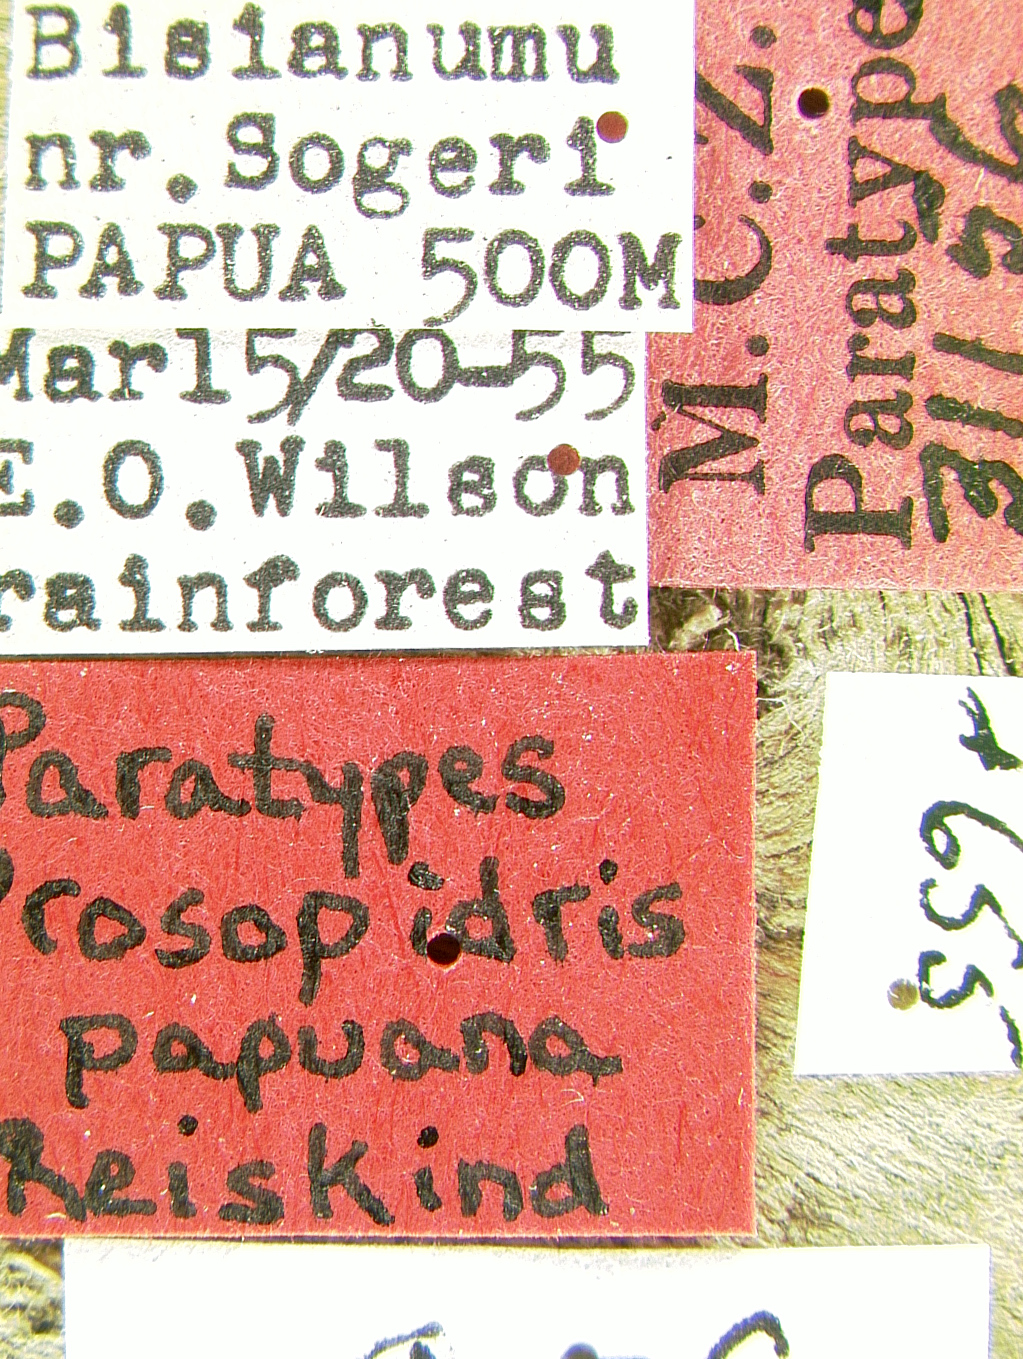 Bisianumu
nr. Sogeri
PAPUA 500M
Mar15/20-55
E.O.Wilson
rainforest
M.C.Z.
Paratype
Paratypes
Prosopidris
papuana
Reiskind